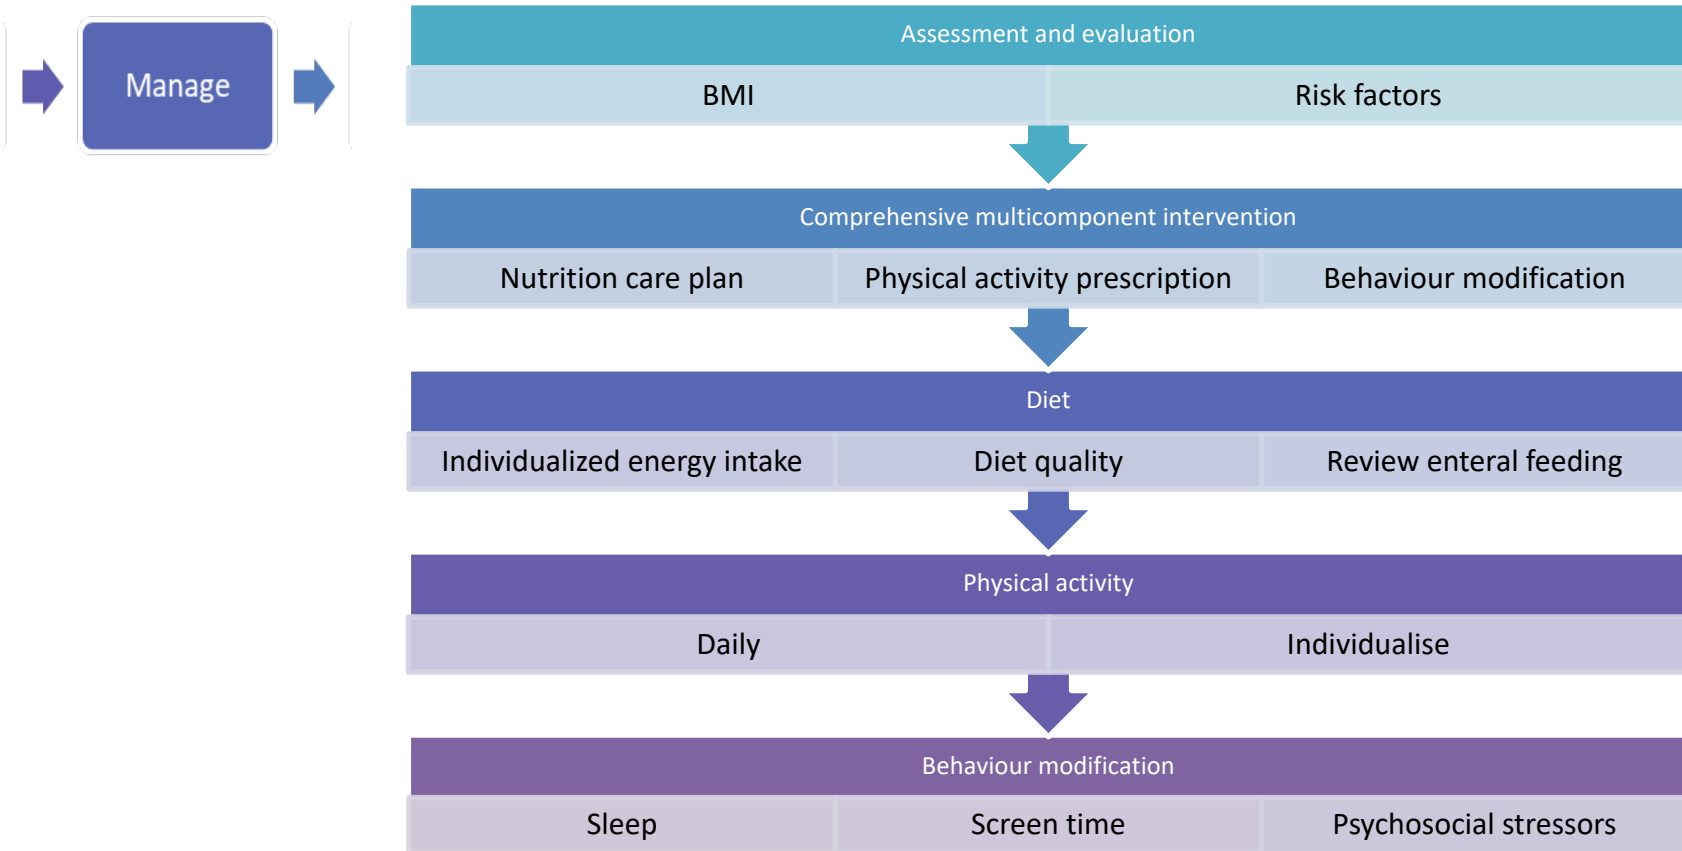 Manage
Assessment and evaluation
BMI
Risk factors
Comprehensive multicomponent intervention
Nutrition care plan
Physical activity prescription
Behaviour modification
Diet
Individualized energy intake
Diet quality
Review enteral feeding
Physical activity
Daily
Individualise
Behaviour modification
Sleep
Screen time
Psychosocial stressors